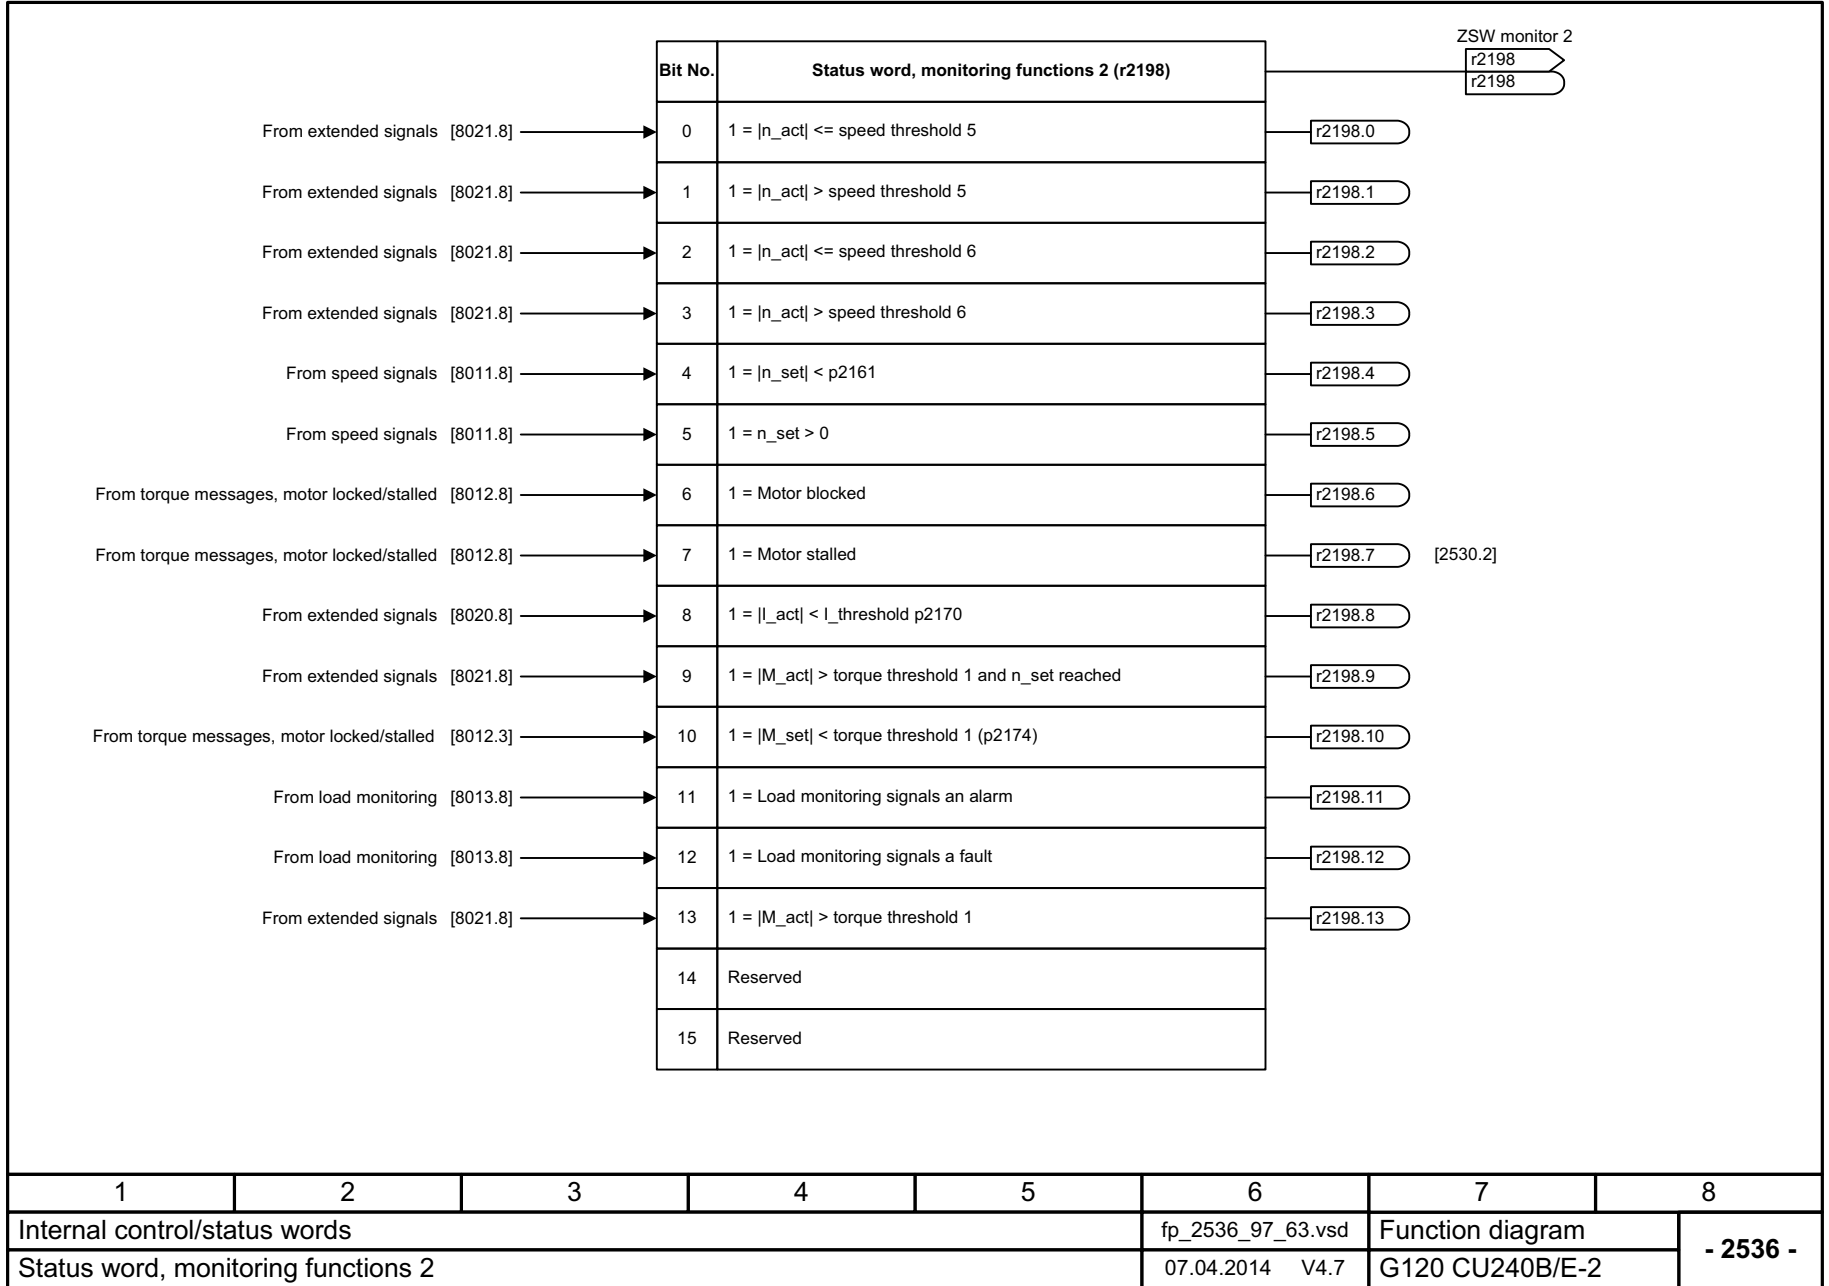 ZSW monitor 2
Bit No. Status word, monitoring functions 2 (r2198) r2198
r2198
From extended signals [8021.8] 0 1 = |n_act| <= speed threshold 5 r2198.0
From extended signals [8021.8] 1 1 = |n_act| > speed threshold 5 r2198.1
From extended signals [8021.8] 2 1 = |n_act| <= speed threshold 6 r2198.2
From extended signals [8021.8] 3 1 = |n_act| > speed threshold 6 r2198.3
From speed signals [8011.8] 4 1 = |n_set| < p2161 r2198.4
From speed signals [8011.8] 5 1 = n_set > 0 r2198.5
From torque messages, motor locked/stalled [8012.8] 6 1 = Motor blocked r2198.6
From torque messages, motor locked/stalled [8012.8] 7 1 = Motor stalled r2198.7 [2530.2]
From extended signals [8020.8] 8 1 = |I_act| < I_threshold p2170 r2198.8
From extended signals [8021.8] 9 1 = |M_act| > torque threshold 1 and n_set reached r2198.9
From torque messages, motor locked/stalled [8012.3] 10 1 = |M_set| < torque threshold 1 (p2174) r2198.10
From load monitoring [8013.8] 11 1 = Load monitoring signals an alarm r2198.11
From load monitoring [8013.8] 12 1 = Load monitoring signals a fault r2198.12
From extended signals [8021.8] 13 1 = |M_act| > torque threshold 1 r2198.13
14 Reserved
15 Reserved
1 2 3 4 5 6 7 8
Internal control/status words fp_2536_97_63.vsd Function diagram - 2536 -
Status word, monitoring functions 2 07.04.2014 V4.7 G120 CU240B/E-2